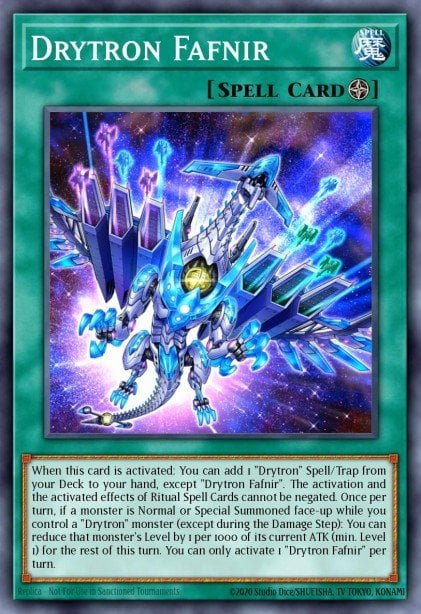 Drytron Fafnir
SPELL
魔
[Spell Card]
When this card is activated: You can add 1 "Drytron" Spell/Trap from
your Deck to your hand, except "Drytron Fafnir". The activation and
the activated effects of Ritual Spell Cards cannot be negated. Once per
turn, if a monster is Normal or Special Summoned face-up while you
control a "Drytron" monster (except during the Damage Step): You can
reduce that monster's Level by 1 per 1000 of its current ATK (min. Level
1) for the rest of this turn. You can only activate 1 "Drytron Fafnir" per
turn.
Replica - Not For Use in Sanctioned Tournaments
©2020 Studio Dice/SHUEISHA, TV TOKYO, KONAMI